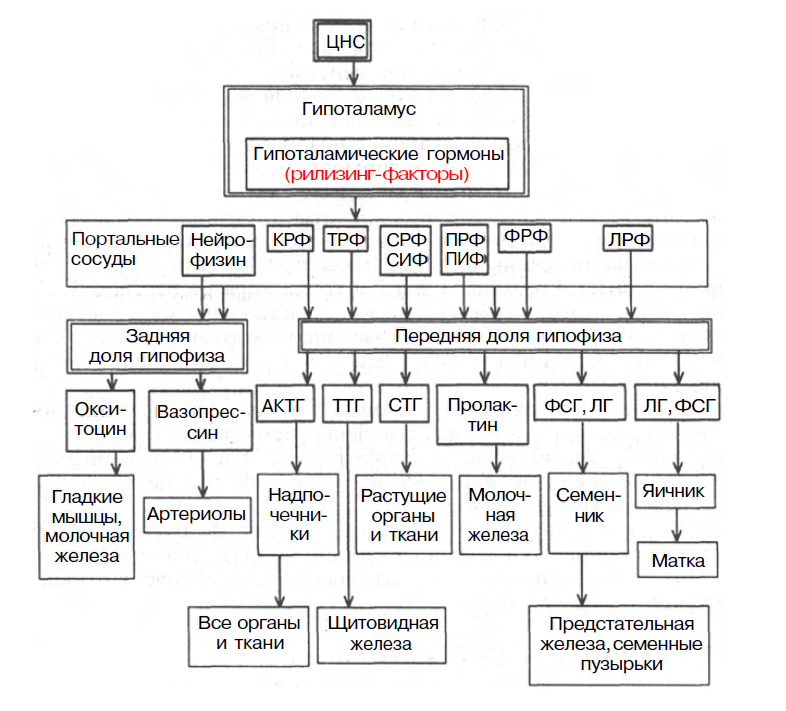 ЦНС
Гипоталамус
Гипоталамические гормоны
(рилизинг-факторы)
Портальные
сосуды
Нейро-
физин
КРФ
ТРФ
СРФ
СИФ
ПРФ
ПИФ
ФРФ
ЛРФ
Задняя
доля гипофиза
Передняя доля гипофиза
Окси-
тоцин
Вазопрес-
син
АКТГ
ТТГ
СТГ
Пролак-
тин
ФСГ, ЛГ
ЛГ, ФСГ
Гладкие
мышцы,
молочная
железа
Артериолы
Надпо-
чечни-
ки
Растущие
органы
и ткани
Молоч-
ная
железа
Семен-
ник
Яичник
Матка
Все органы
и ткани
Щитовидная
железа
Предстательная
железа, семенные
пузырьки